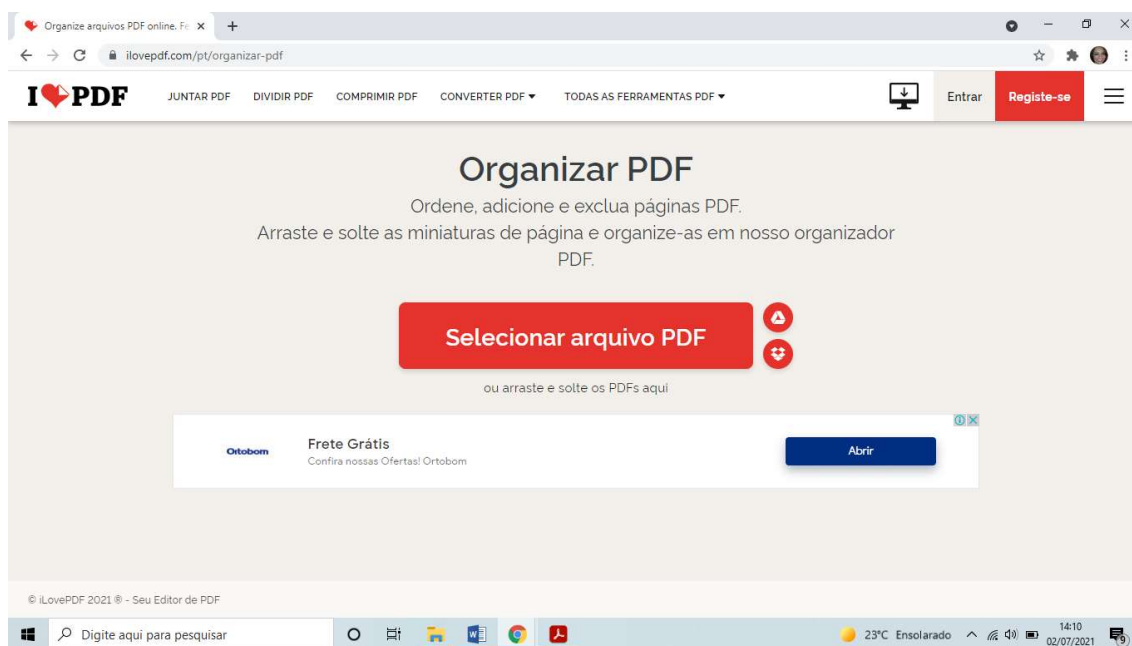 Organize arquivos PDF online. Fe
ilovepdf.com/pt/organizar-pdf
I PDF
JUNTAR PDF DIVIDIR PDF COMPRIMIR PDF CONVERTER PDF TODAS AS FERRAMENTAS PDF Entrar Registe-se
Organizar PDF
Ordene, adicione e exclua páginas PDF.
Arraste e solte as miniaturas de página e organize-as em nosso organizador
PDF.
Selecionar arquivo PDF
ou arraste e solte os PDFs aqui
Ortobom
Frete Grátis
Confira nossas Ofertas! Ortobom
Abrir
© iLovePDF 2021 ® - Seu Editor de PDF
Digite aqui para pesquisar
23°C Ensolarado
14:10
02/07/2021
9